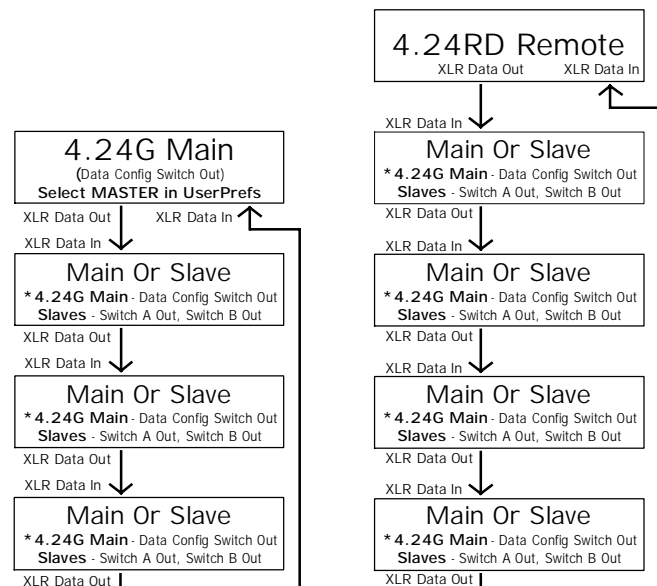 4.24G Main
(Data Config Switch Out)
Select MASTER in UserPrefs
XLR Data Out XLR Data In
XLR Data In
Main Or Slave
*4.24G Main - Data Config Switch Out
Slaves - Switch A Out, Switch B Out
XLR Data Out
XLR Data In
Main Or Slave
*4.24G Main - Data Config Switch Out
Slaves - Switch A Out, Switch B Out
XLR Data Out
XLR Data In
Main Or Slave
*4.24G Main - Data Config Switch Out
Slaves - Switch A Out, Switch B Out
XLR Data Out
4.24RD Remote
XLR Data Out XLR Data In
XLR Data In
Main Or Slave
*4.24G Main - Data Config Switch Out
Slaves - Switch A Out, Switch B Out
XLR Data Out
XLR Data In
Main Or Slave
*4.24G Main - Data Config Switch Out
Slaves - Switch A Out, Switch B Out
XLR Data Out
XLR Data In
Main Or Slave
*4.24G Main - Data Config Switch Out
Slaves - Switch A Out, Switch B Out
XLR Data Out
XLR Data In
Main Or Slave
*4.24G Main - Data Config Switch Out
Slaves - Switch A Out, Switch B Out
XLR Data Out